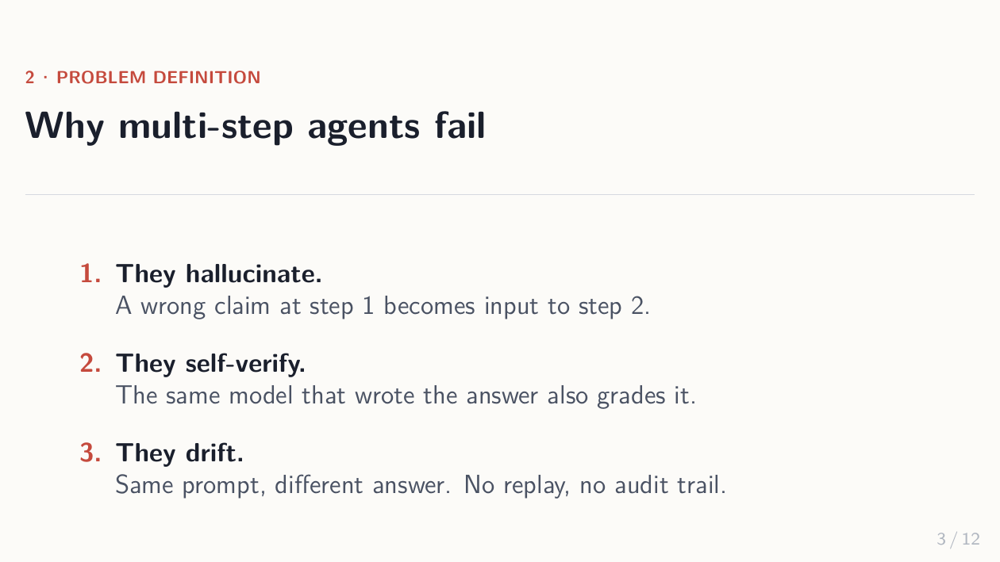 2 · PROBLEM DEFINITION
Why multi-step agents fail
1. They hallucinate.
A wrong claim at step 1 becomes input to step 2.
2. They self-verify.
The same model that wrote the answer also grades it.
3. They drift.
Same prompt, different answer. No replay, no audit trail.
3 / 12